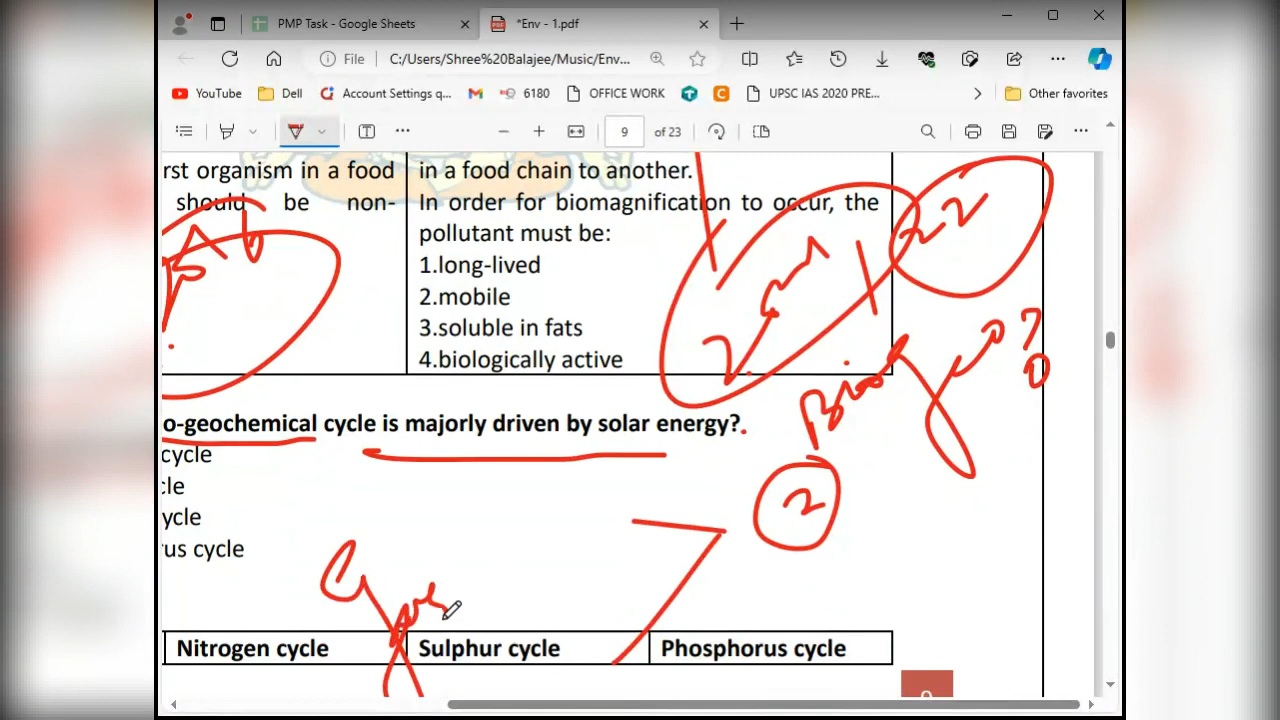 PMP Task - Google Sheets
*Env - 1.pdf
File
C:/Users/Shree%20Balajee/Music/Env...
YouTube
Dell
Account Settings q...
6180
OFFICE WORK
UPSC IAS 2020 PRE...
Other favorites
9 of 23
rst organism in a food
should be non-
in a food chain to another.
In order for biomagnification to occur, the
pollutant must be:
1.long-lived
2.mobile
3.soluble in fats
4.biologically active
22
2
o-geochemical cycle is majorly driven by solar energy?
cycle
cle
ycle
rus cycle
2
Nitrogen cycle
Sulphur cycle
Phosphorus cycle